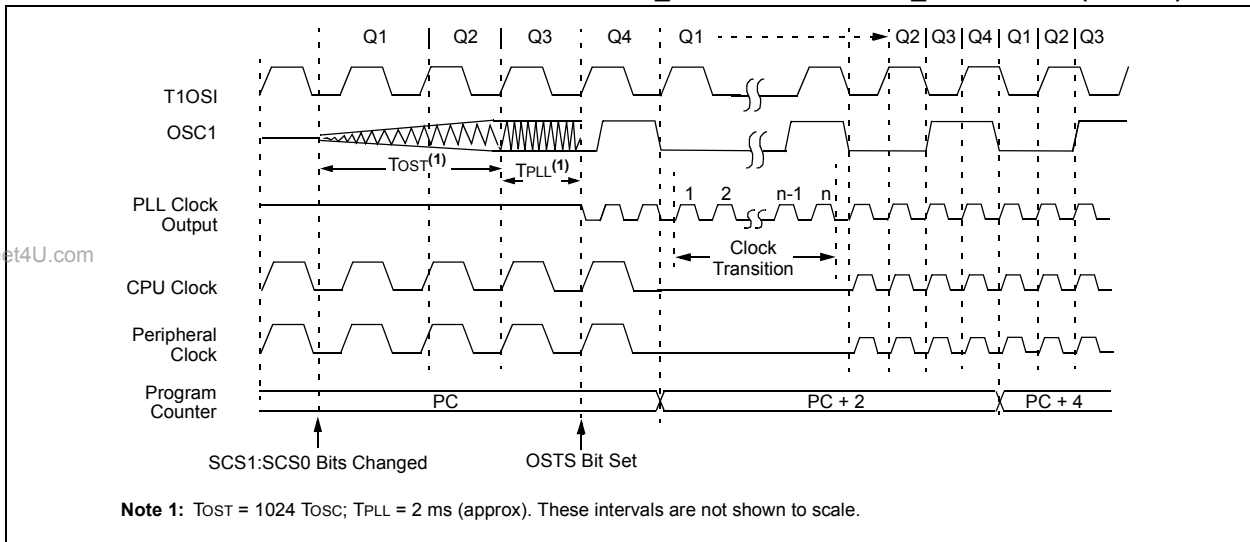 Q1 Q2 Q3 Q4 Q1 Q2 Q3 Q4 Q1 Q2 Q3
T1OSI
OSC1
TOST(1)
TPLL(1)
1 2 n-1 n
PLL Clock
Output
Clock
Transition
et4U.com
CPU Clock
Peripheral
Clock
Program
Counter
PC PC + 2 PC + 4
SCS1:SCS0 Bits Changed
OSTS Bit Set
Note 1: TOST = 1024 TOSC; TPLL = 2 ms (approx). These intervals are not shown to scale.